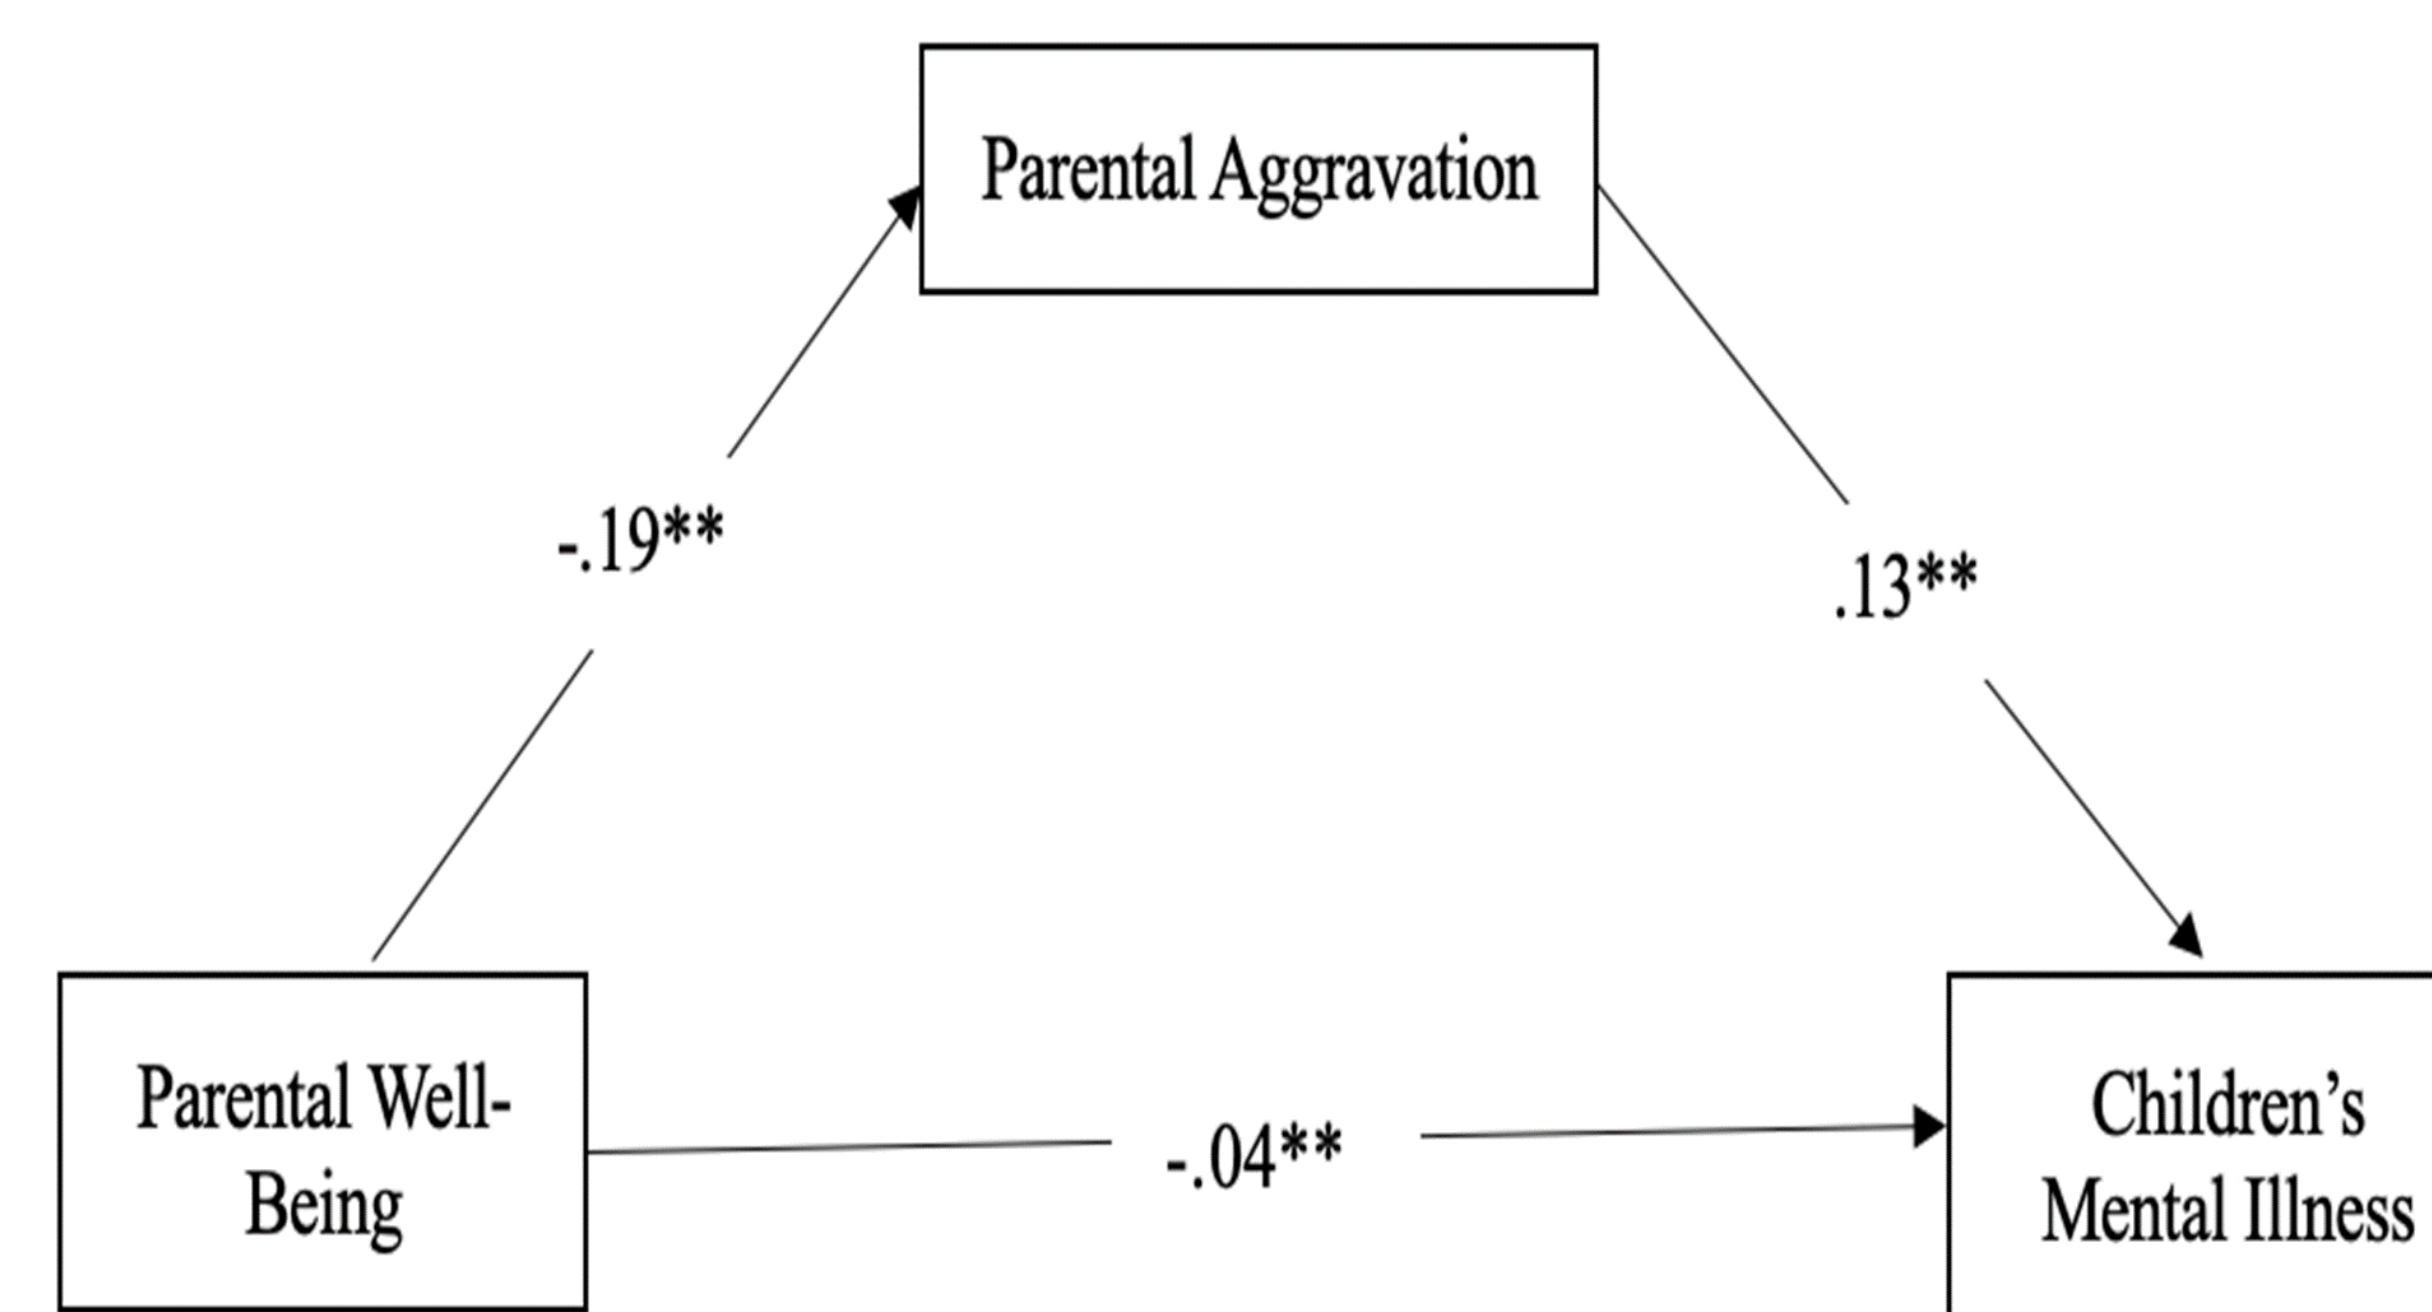 Parental Aggravation
-.19**
.13**
Parental Well-
Being
-.04**
Children’s
Mental Illness